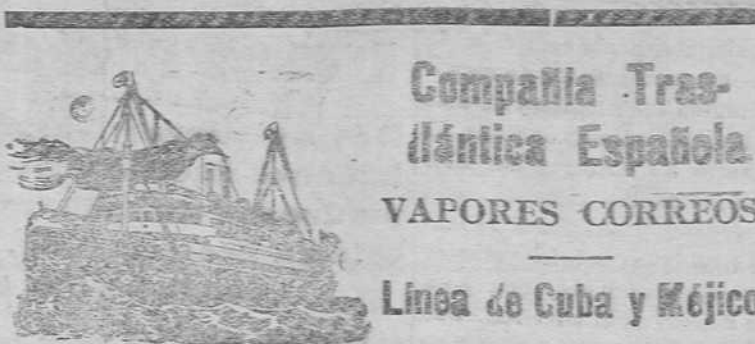 Compañía Tras-
atlántica Española
VAPORES CORREOS
Línea de Cuba y Méjico